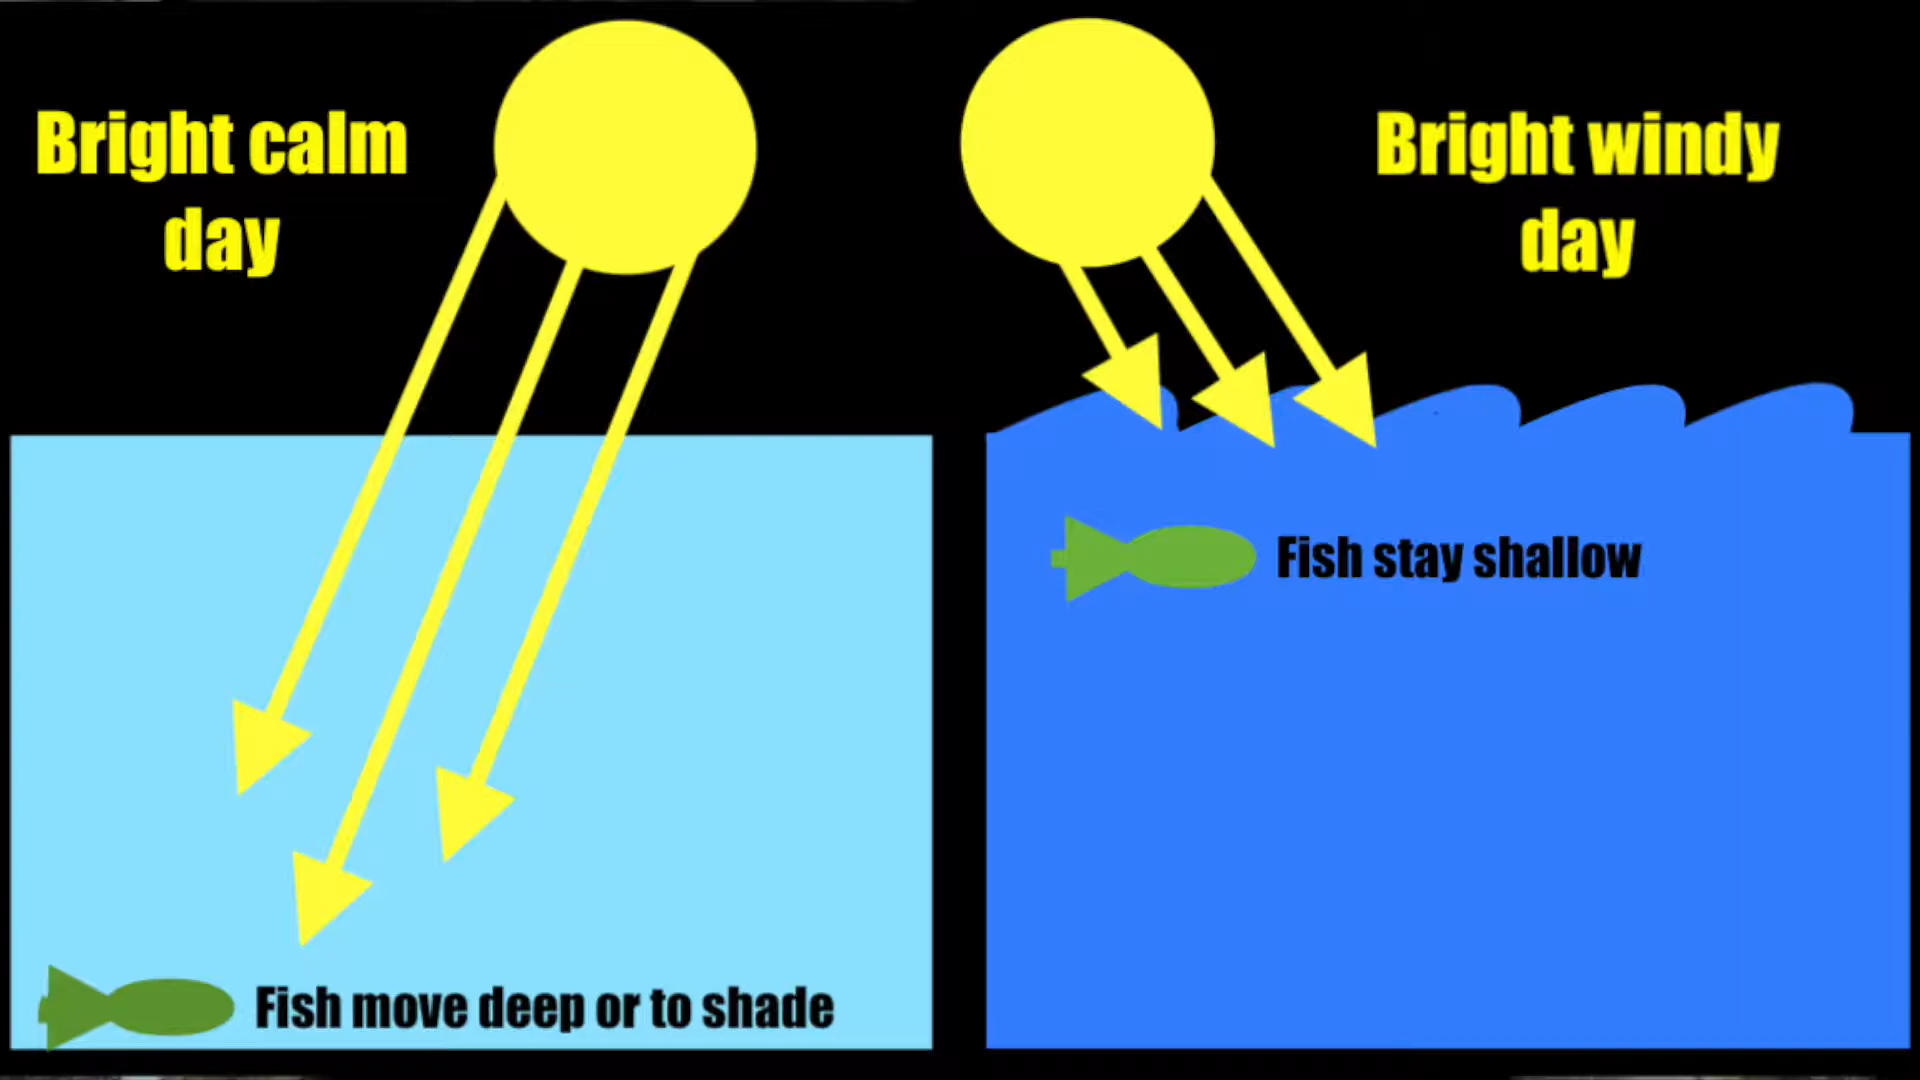 Bright calm
day
Fish move deep or to shade
Bright windy
day
Fish stay shallow